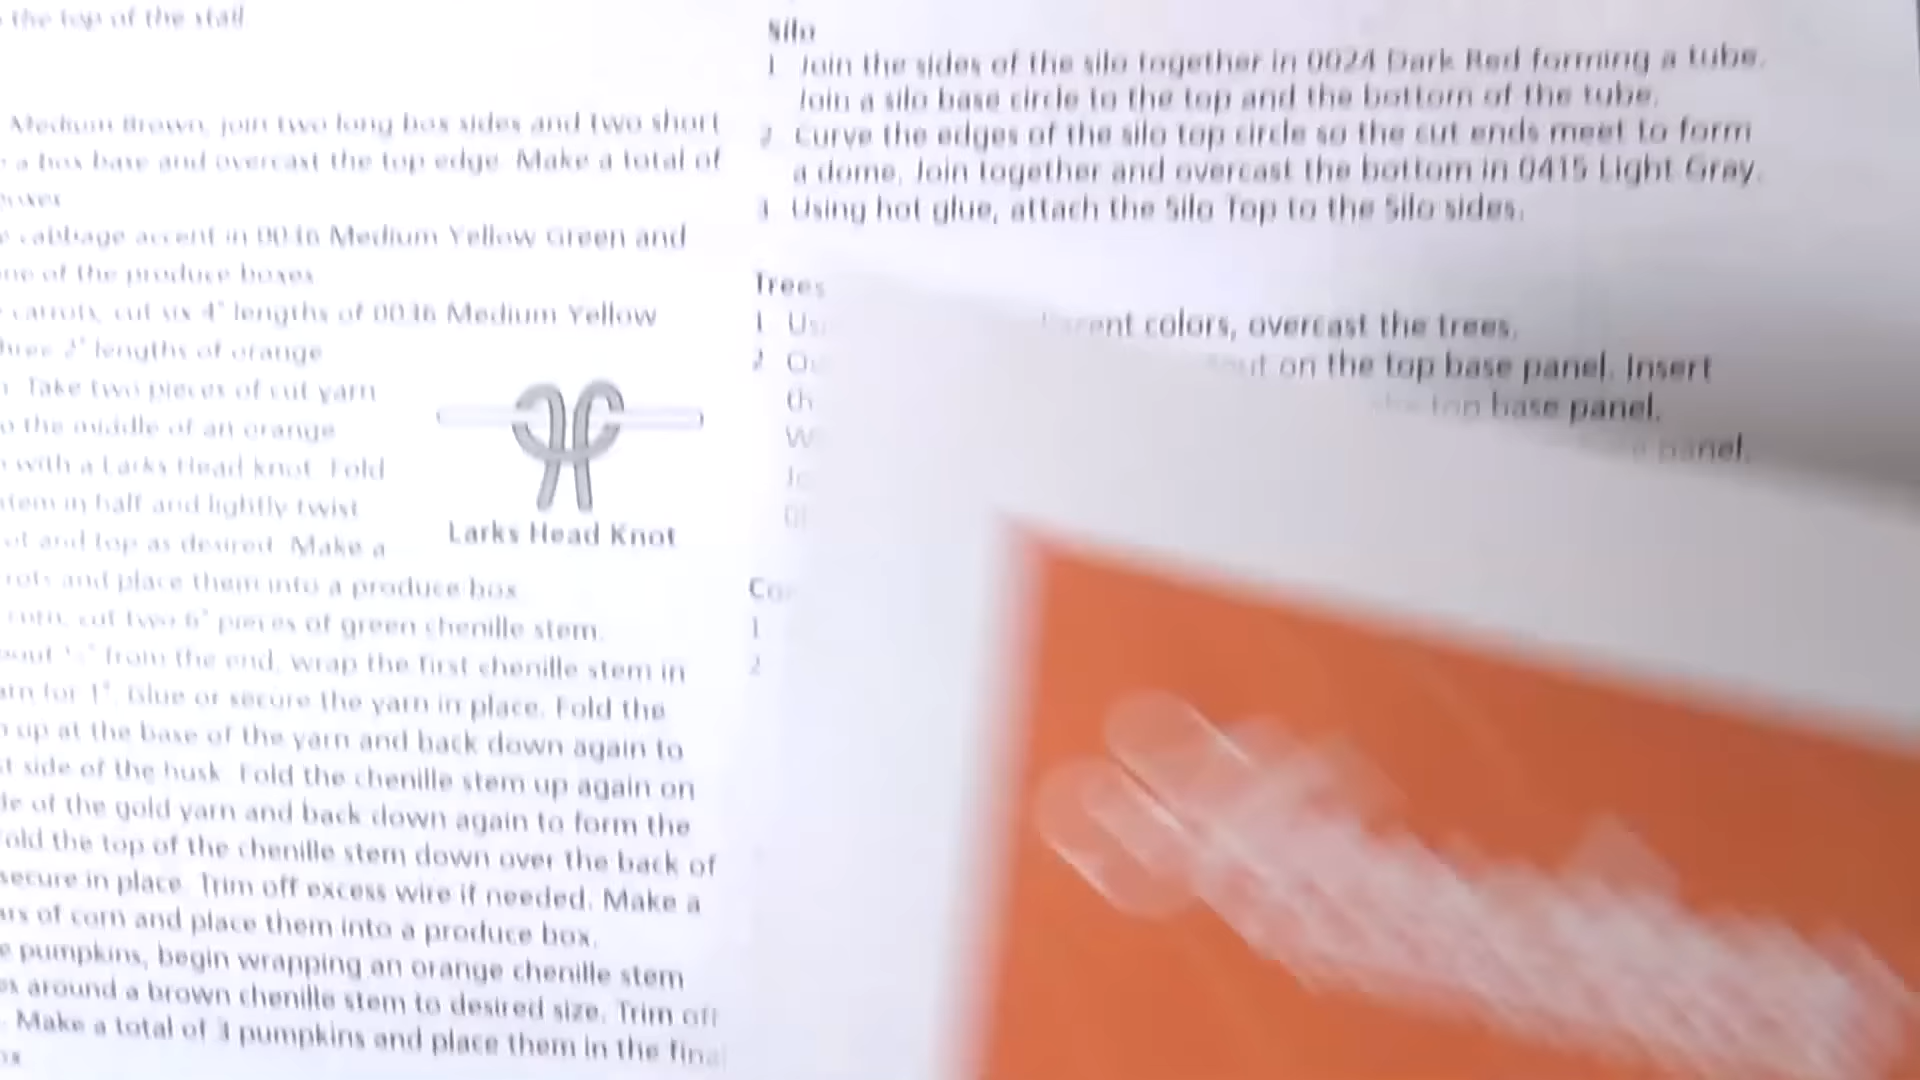 the top of the stall
Medium Brown, join two long box sides and two short
a box base and overcast the top edge. Make a total of
boxes
cabbage accent in 0036 Medium Yellow Green and
one of the produce boxes
carrots, cut six 4" lengths of 0036 Medium Yellow
three 2" lengths of orange
Take two pieces of cut yarn
the middle of an orange
with a Larks Head knot. Fold
stem in half and lightly twist
and top as desired. Make a
and place them into a produce box
corn, cut two 6" pieces of green chenille stem.
from the end, wrap the first chenille stem in
for 1". Glue or secure the yarn in place. Fold the
up at the base of the yarn and back down again to
side of the husk. Fold the chenille stem up again on
of the gold yarn and back down again to form the
fold the top of the chenille stem down over the back of
secure in place. Trim off excess wire if needed. Make a
ears of corn and place them into a produce box.
pumpkins, begin wrapping an orange chenille stem
around a brown chenille stem to desired size. Trim off
Make a total of 3 pumpkins and place them in the final
Larks Head Knot
Silo
1. Join the sides of the silo together in 0024 Dark Red forming a tube.
Join a silo base circle to the top and the bottom of the tube.
2. Curve the edges of the silo top circle so the cut ends meet to form
a dome. Join together and overcast the bottom in 0415 Light Gray.
3. Using hot glue, attach the Silo Top to the Silo sides.
Trees
1. colors, overcast the trees.
2. on the top base panel. Insert
top base panel.
panel.
1
2